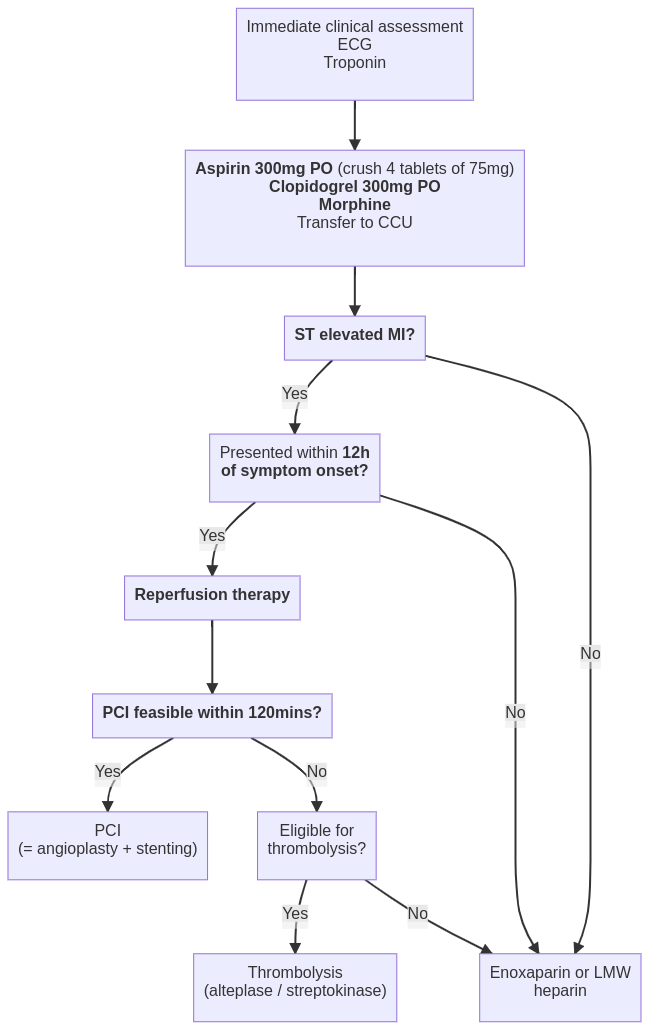 Immediate clinical assessment
ECG
Troponin
Aspirin 300mg PO (crush 4 tablets of 75mg)
Clopidogrel 300mg PO
Morphine
Transfer to CCU
ST elevated MI?
Yes
Presented within 12h
of symptom onset?
Yes
Reperfusion therapy
No
PCI feasible within 120mins?
No
Yes
No
PCI
(= angioplasty + stenting)
Eligible for
thrombolysis?
Yes
No
Thrombolysis
(alteplase / streptokinase)
Enoxaparin or LMW
heparin